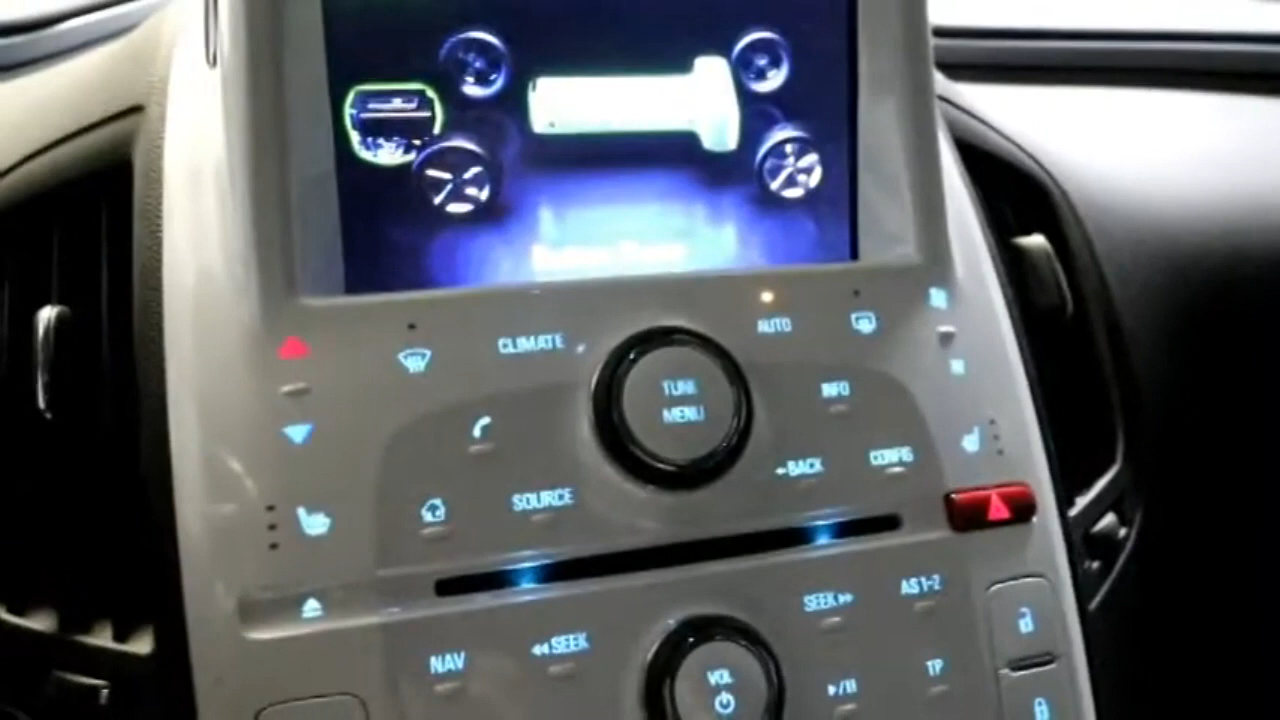 CLIMATE
AUTO
TUNE
MENU
INFO
←BACK
CONFIG
SOURCE
SEEK▸▸
AS 1-2
◂◂SEEK
NAV
VOL
TP